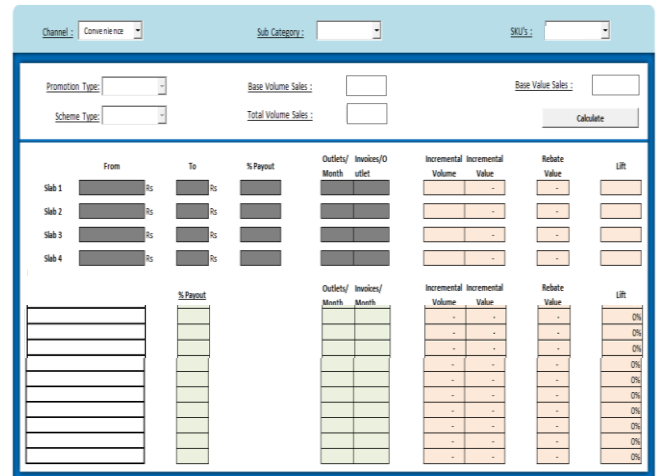 Channel : Convenience Sub Category : SKU's :
Promotion Type: Base Volume Sales : Base Value Sales :
Scheme Type: Total Volume Sales : Calculate
From To % Payout Outlets/ Month Invoices/O utlet Incremental Volume Incremental Value Rebate Value Lift
Slab 1 Rs Rs - -
Slab 2 Rs Rs - -
Slab 3 Rs Rs - -
Slab 4 Rs Rs - -
% Payout Outlets/ Month Invoices/ Month Incremental Volume Incremental Value Rebate Value Lift
- - - 0%
- - - 0%
- - - 0%
- - - 0%
- - - 0%
- - - 0%
- - - 0%
- - - 0%
- - - 0%
- - - 0%